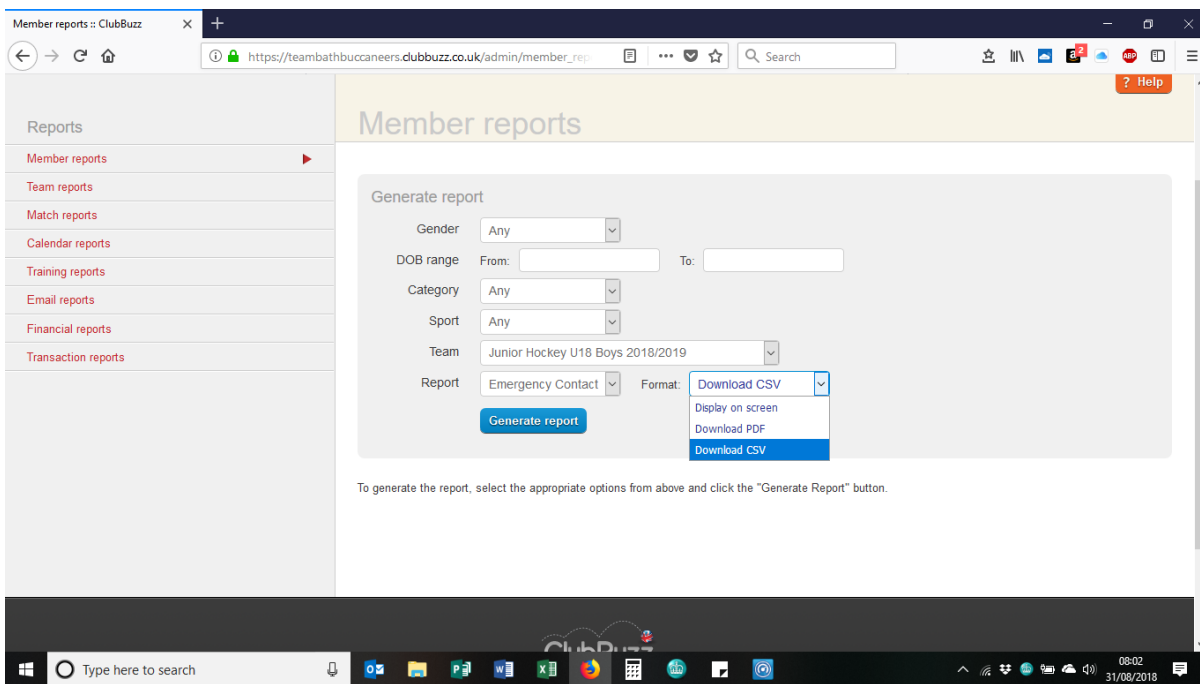 Member reports :: ClubBuzz
https://teambathbuccaneers.clubbuzz.co.uk/admin/member_rep
Search
2
ABP
? Help
Reports
Member reports
Team reports
Match reports
Calendar reports
Training reports
Email reports
Financial reports
Transaction reports
Member reports
Generate report
Gender Any
DOB range From: To:
Category Any
Sport Any
Team Junior Hockey U18 Boys 2018/2019
Report Emergency Contact Format: Download CSV
Display on screen
Download PDF
Download CSV
Generate report
To generate the report, select the appropriate options from above and click the "Generate Report" button.
ClubBuzz
Type here to search
08:02
31/08/2018